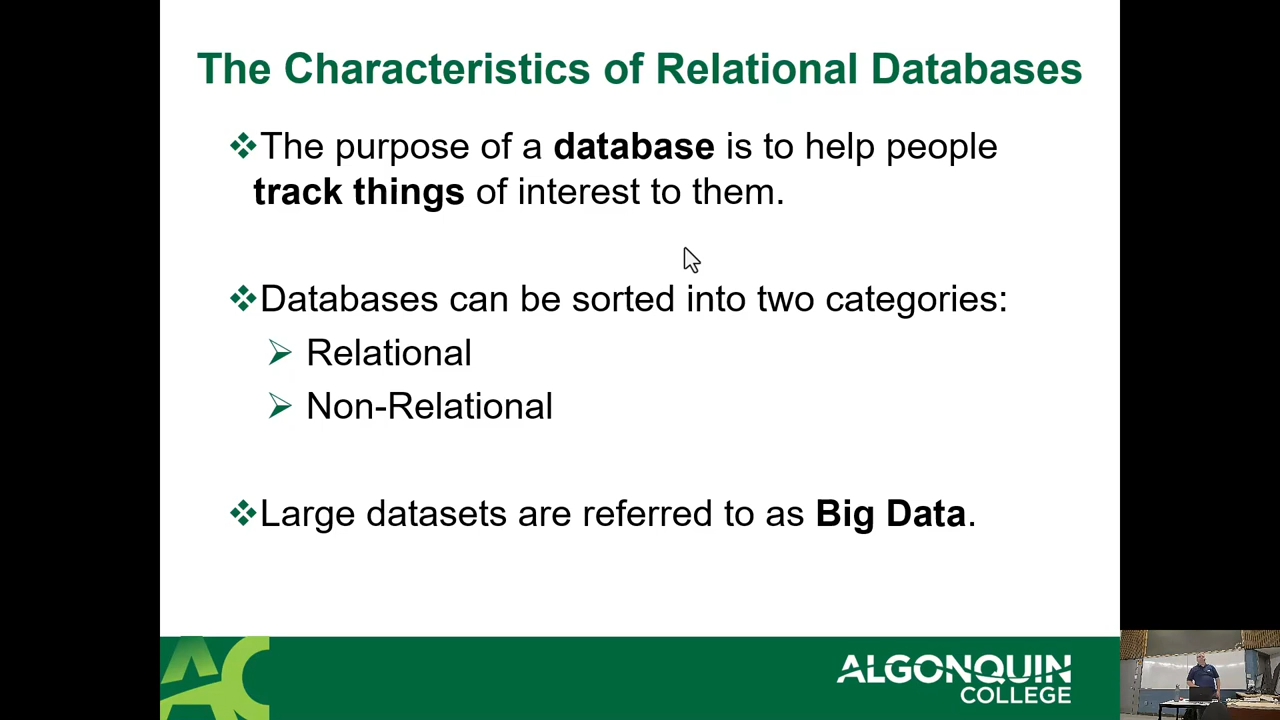 The Characteristics of Relational Databases
The purpose of a database is to help people
track things of interest to them.
Databases can be sorted into two categories:
Relational
Non-Relational
Large datasets are referred to as Big Data.
AC
ALGONQUIN
COLLEGE